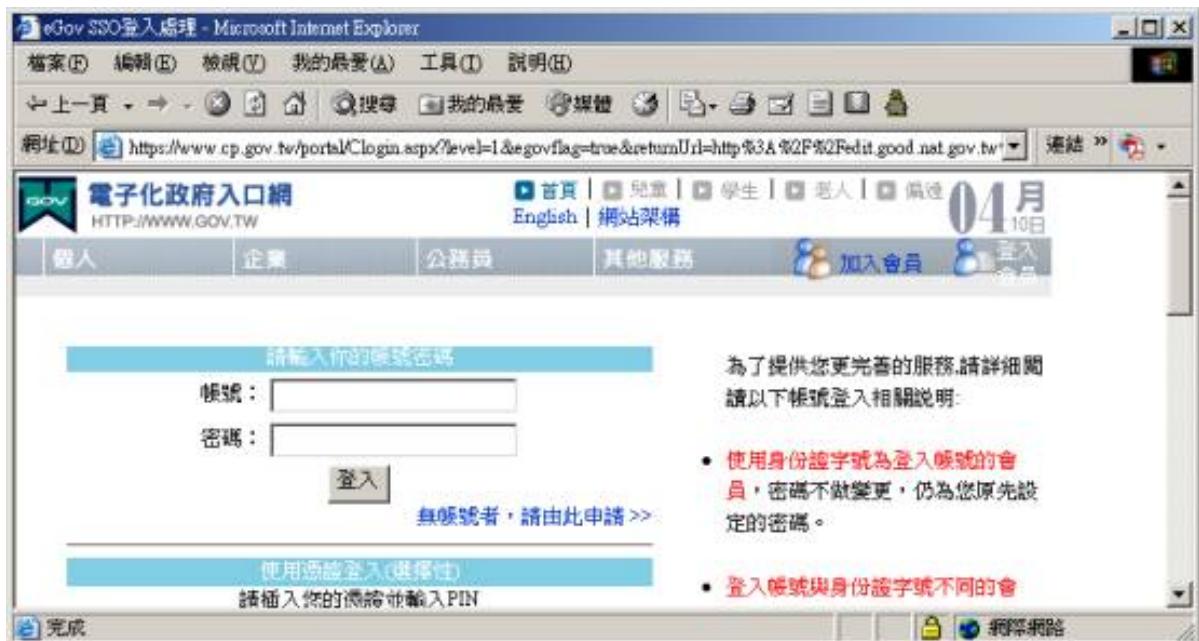 eGov SSO登入處理 - Microsoft Internet Explorer
檔案(F) 編輯(E) 檢視(V) 我的最愛(A) 工具(T) 說明(H)
上一頁 搜尋 我的最愛 媒體
網址(D) https://www.cp.gov.tw/portal/Clogin.aspx?level=1&egovflag=true&returnUrl=http%3A%2F%2Fedit.good.nat.gov.tw 連結 »
GOV 電子化政府入口網
HTTP://WWW.GOV.TW
首頁 | 兒童 | 學生 | 老人 | 偏遠
English | 網站架構
04月
10日
個人 企業 公務員 其他服務 加入會員 登入會員
請輸入你的帳號密碼
帳號：
密碼：
登入
無帳號者，請由此申請 >>
使用憑證登入(選擇性)
請插入您的憑證並輸入PIN
為了提供您更完善的服務,請詳細閱
讀以下帳號登入相關說明:
• 使用身份證字號為登入帳號的會
員，密碼不做變更，仍為您原先設
定的密碼。
• 登入帳號與身份證字號不同的會
完成 網際網路